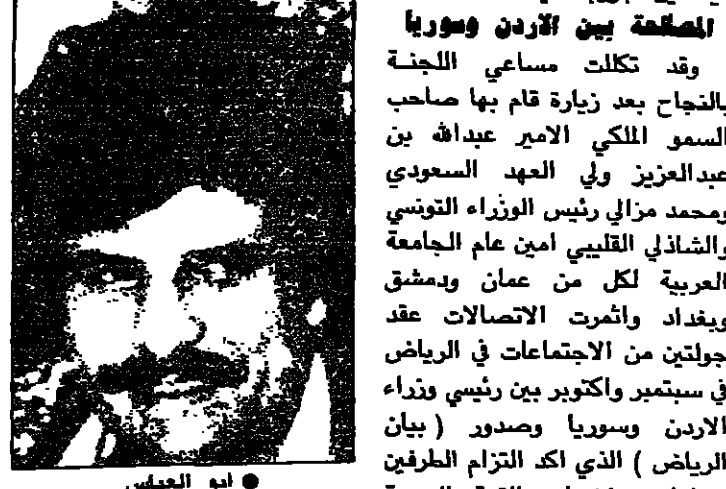 المصالحة بين الاردن وسوريا
وقد تكللت مساعي اللجنــة
بالنجاح بعد زيارة قام بها صاحب
السمو الملكي الامير عبدالله بن
عبدالعزيز ولي العهد السعودي
ومحمد مزالي رئيس الوزراء التونسي
والشاذلي القليبي امين عام الجامعة
العربية لكل من عمان ودمشق
وبغداد واثمرت الاتصالات عقد
جولتين من الاجتماعات في الرياض
في سبتمبر واكتوبر بين رئيسي وزراء
الاردن وسوريا وصدور ( بيان
الرياض ) الذي اكد التزام الطرفين
● ابو العباس